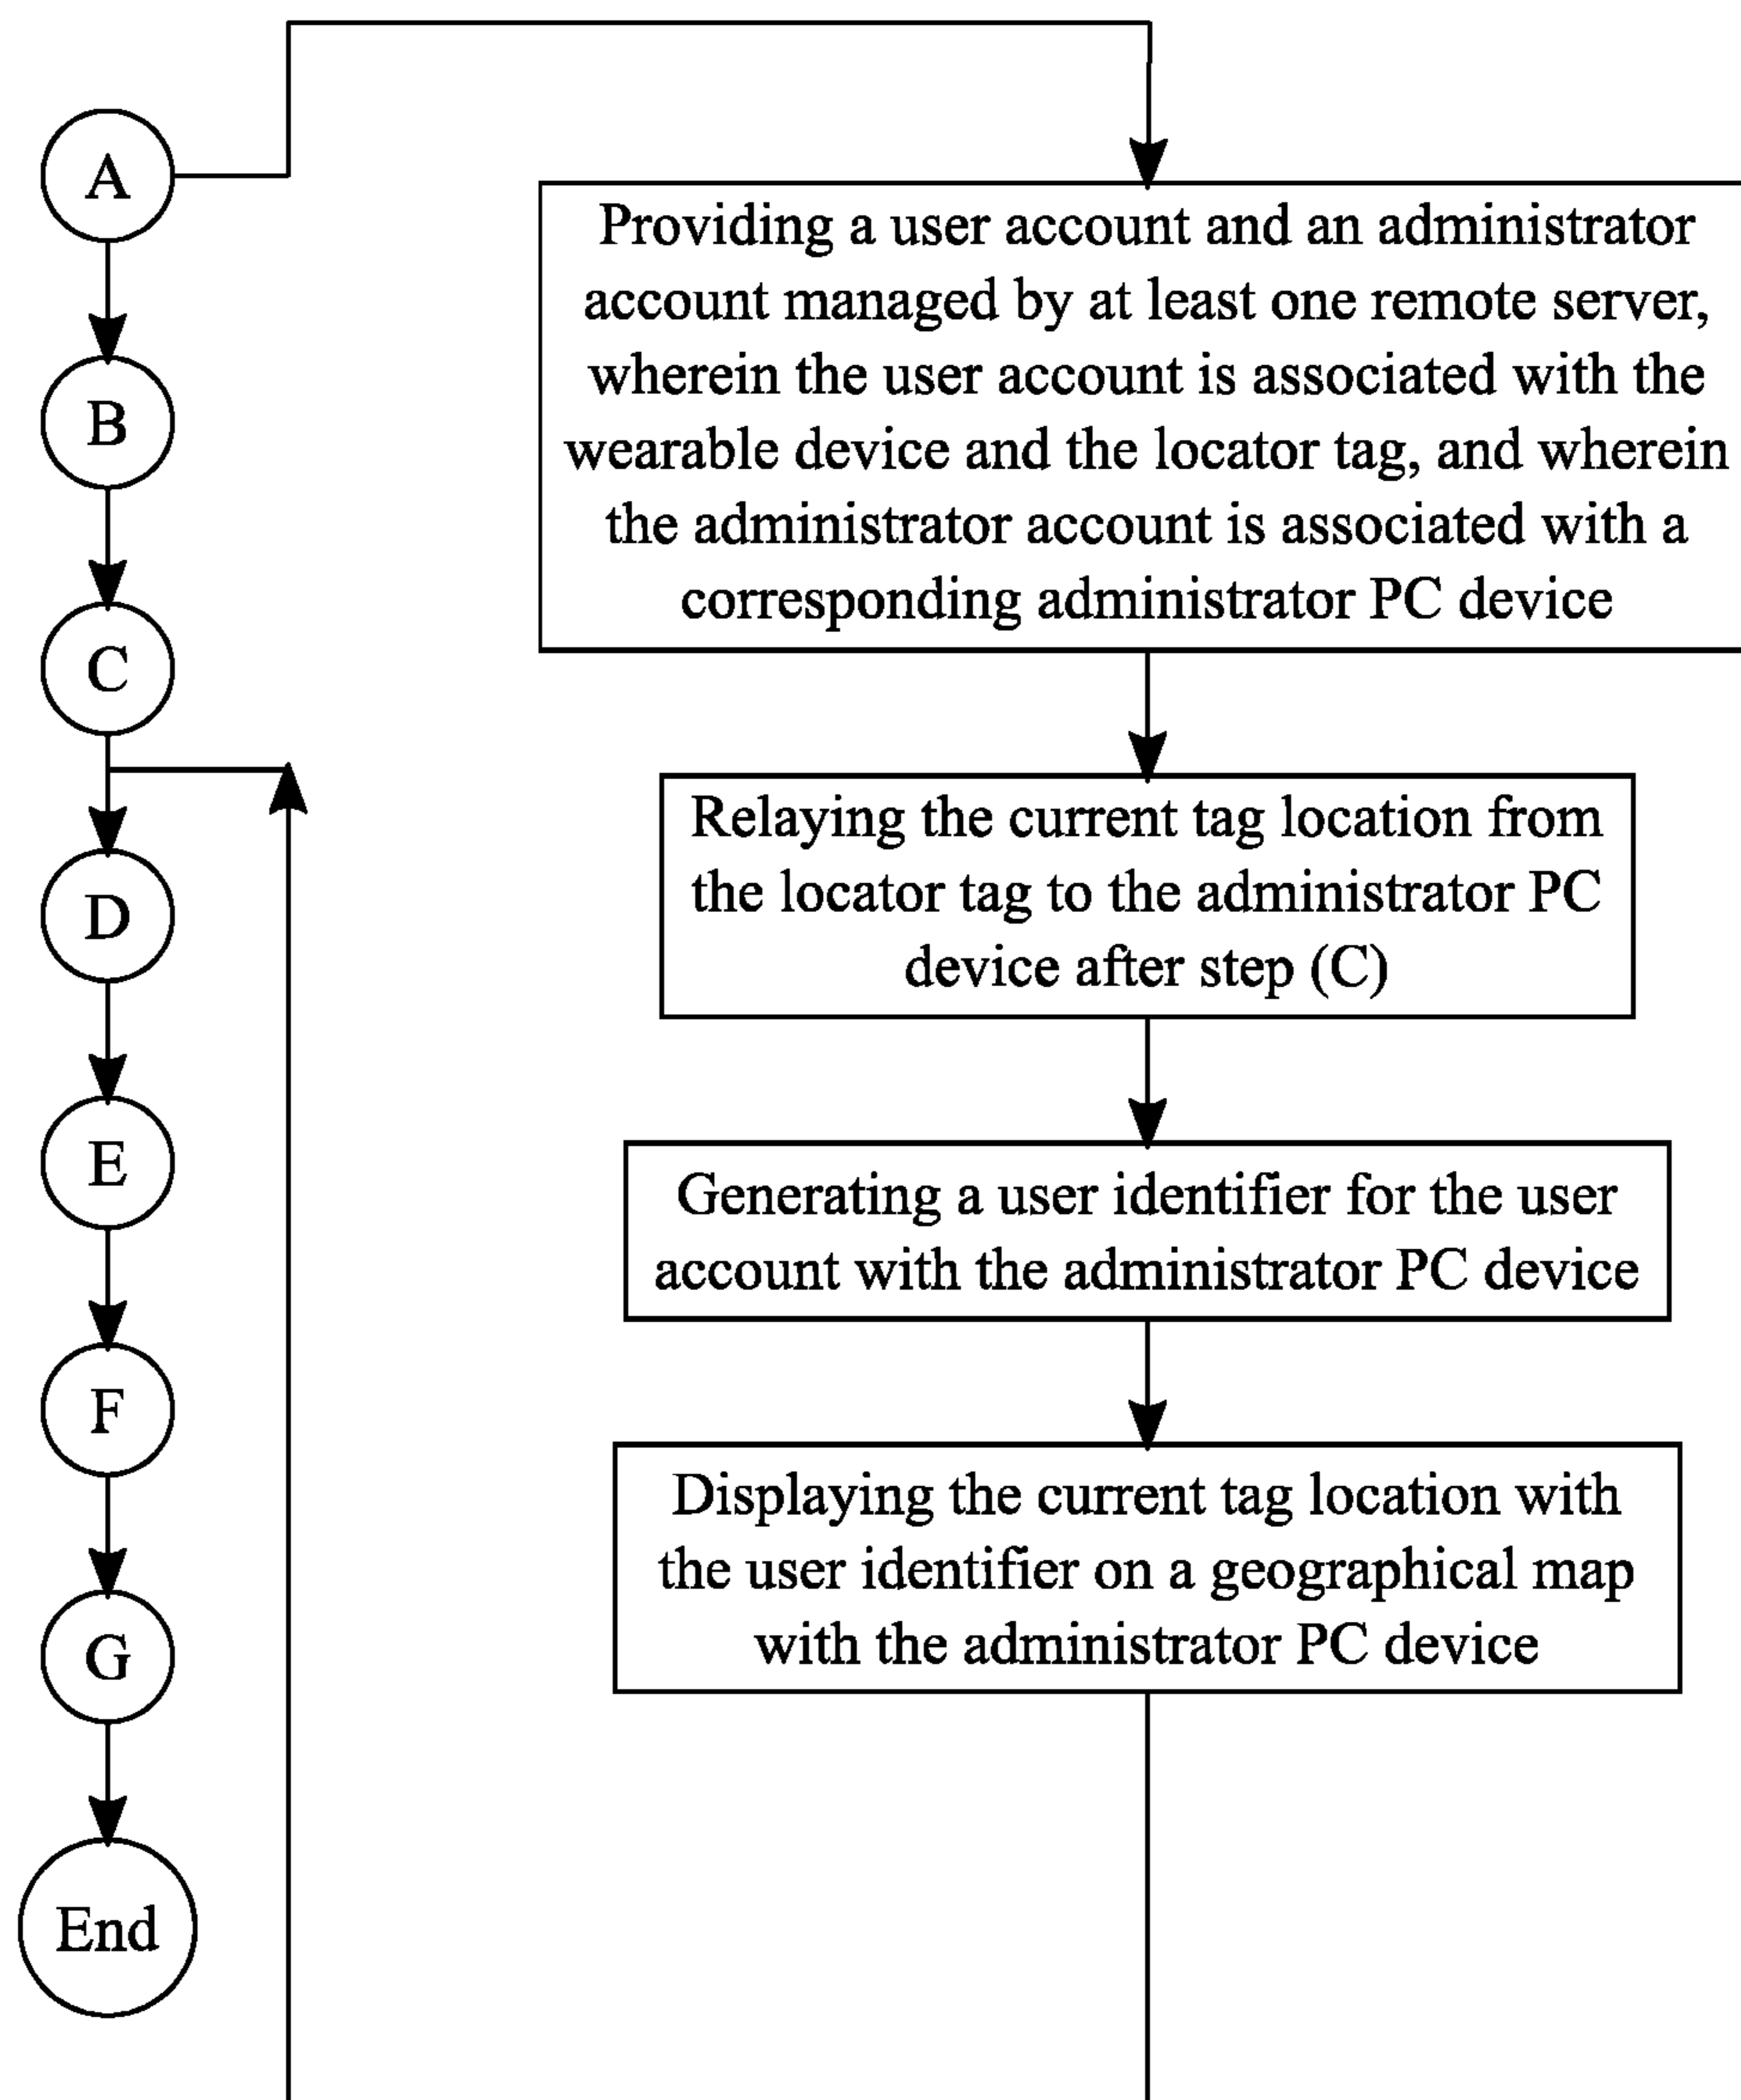 A
B
C
D
E
F
G
End
Providing a user account and an administrator
account managed by at least one remote server,
wherein the user account is associated with the
wearable device and the locator tag, and wherein
the administrator account is associated with a
corresponding administrator PC device
Relaying the current tag location from
the locator tag to the administrator PC
device after step (C)
Generating a user identifier for the user
account with the administrator PC device
Displaying the current tag location with
the user identifier on a geographical map
with the administrator PC device